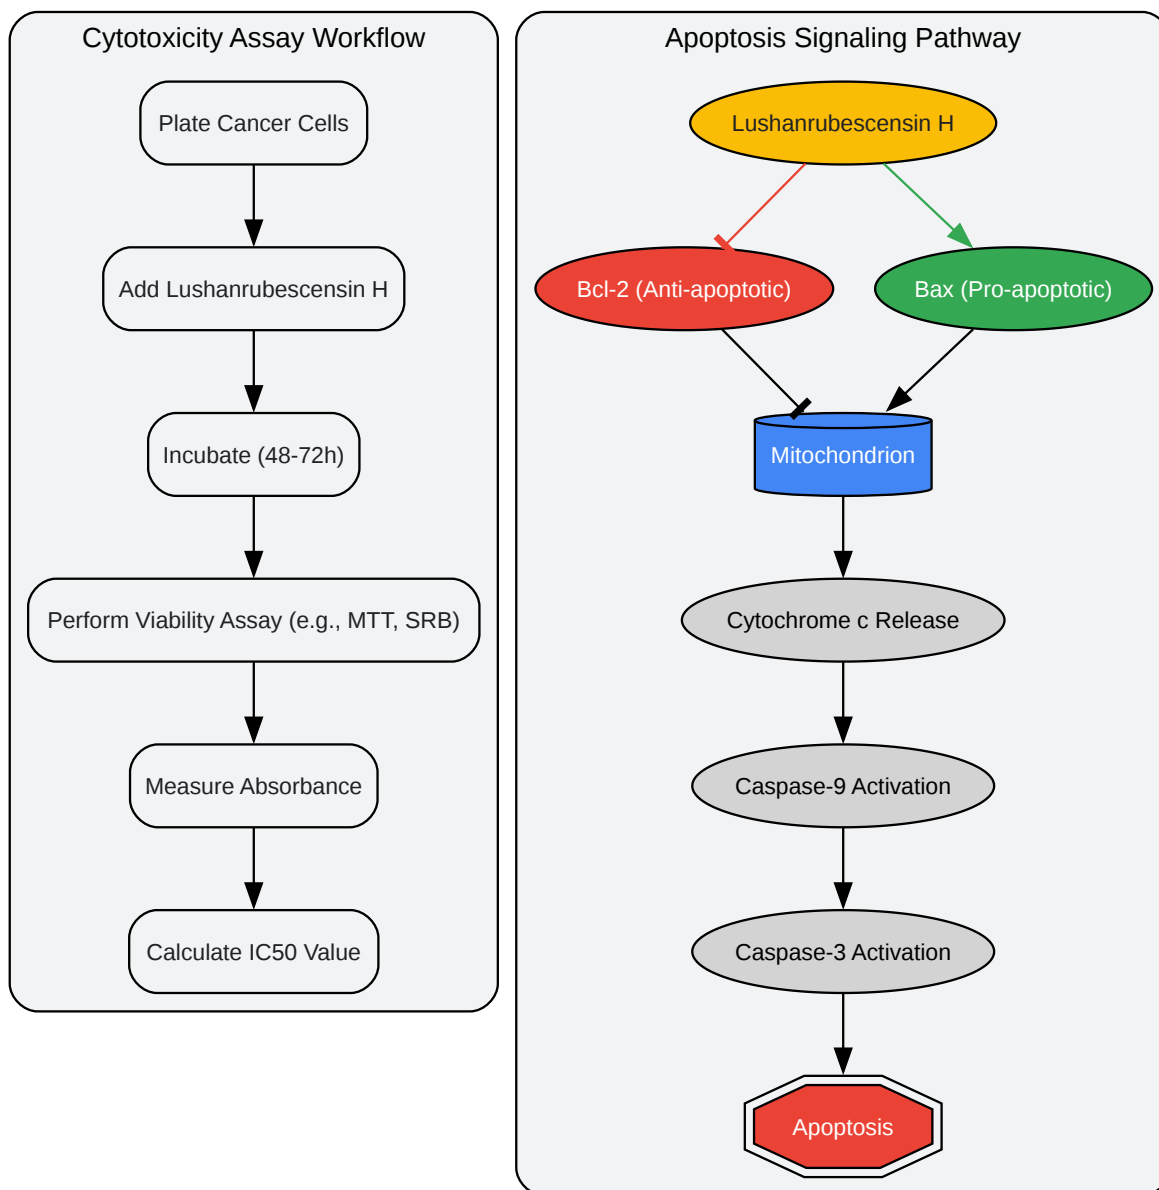 Cytotoxicity Assay Workflow
Plate Cancer Cells
Add Lushanrubescensin H
Incubate (48-72h)
Perform Viability Assay (e.g., MTT, SRB)
Measure Absorbance
Calculate IC50 Value
Apoptosis Signaling Pathway
Lushanrubescensin H
Bcl-2 (Anti-apoptotic)
Bax (Pro-apoptotic)
Mitochondrion
Cytochrome c Release
Caspase-9 Activation
Caspase-3 Activation
Apoptosis